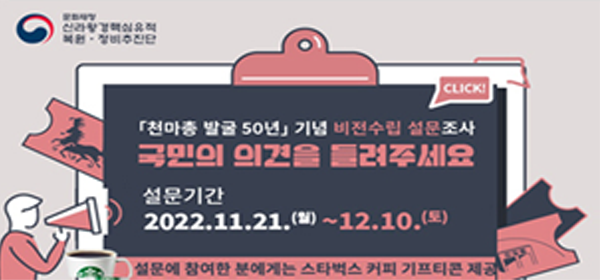 문화재청
신라왕경핵심유적
복원·정비추진단
CLICK!
「천마총 발굴 50년」 기념 비전수립 설문조사
국민의 의견을 들려주세요
설문기간
2022.11.21.(월) ~12.10.(토)
설문에 참여한 분에게는 스타벅스 커피 기프티콘 제공